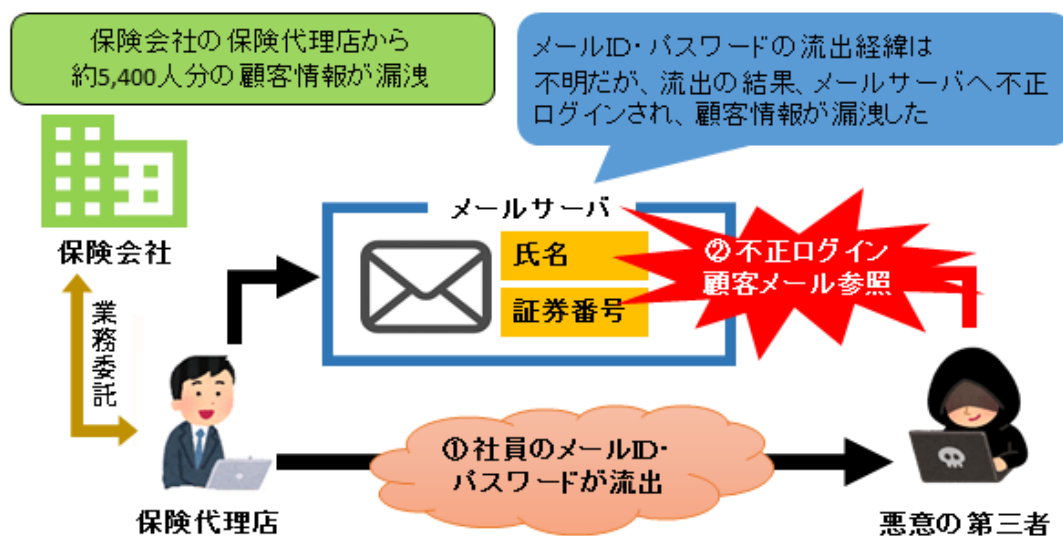 保険会社の保険代理店から
約5,400人分の顧客情報が漏洩
メールID・パスワードの流出経緯は
不明だが、流出の結果、メールサーバへ不正
ログインされ、顧客情報が漏洩した
保険会社
メールサーバ
氏名
証券番号
②不正ログイン
顧客メール参照
業務委託
①社員のメールID・
パスワードが流出
保険代理店
悪意の第三者